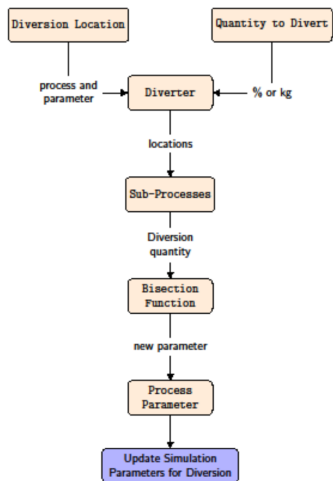 Diversion Location
Quantity to Divert
process and
parameter
Diverter
% or kg
locations
Sub-Processes
Diversion
quantity
Bisection
Function
new parameter
Process
Parameter
Update Simulation
Parameters for Diversion